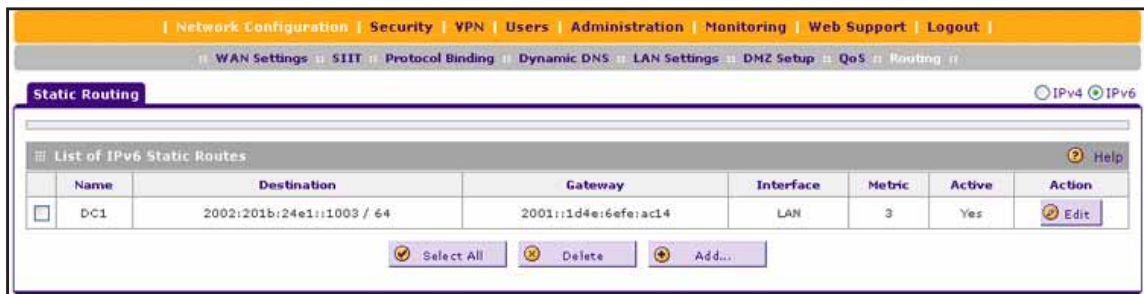 | Network Configuration | Security | VPN | Users | Administration | Monitoring | Web Support | Logout |
:: WAN Settings :: SIIT :: Protocol Binding :: Dynamic DNS :: LAN Settings :: DMZ Setup :: QoS :: Routing ::
Static Routing IPv4 IPv6
List of IPv6 Static Routes Help
Name Destination Gateway Interface Metric Active Action
DC1 2002:201b:24e1::1003 / 64 2001::1d4e:6efe:ac14 LAN 3 Yes Edit
Select All Delete Add...